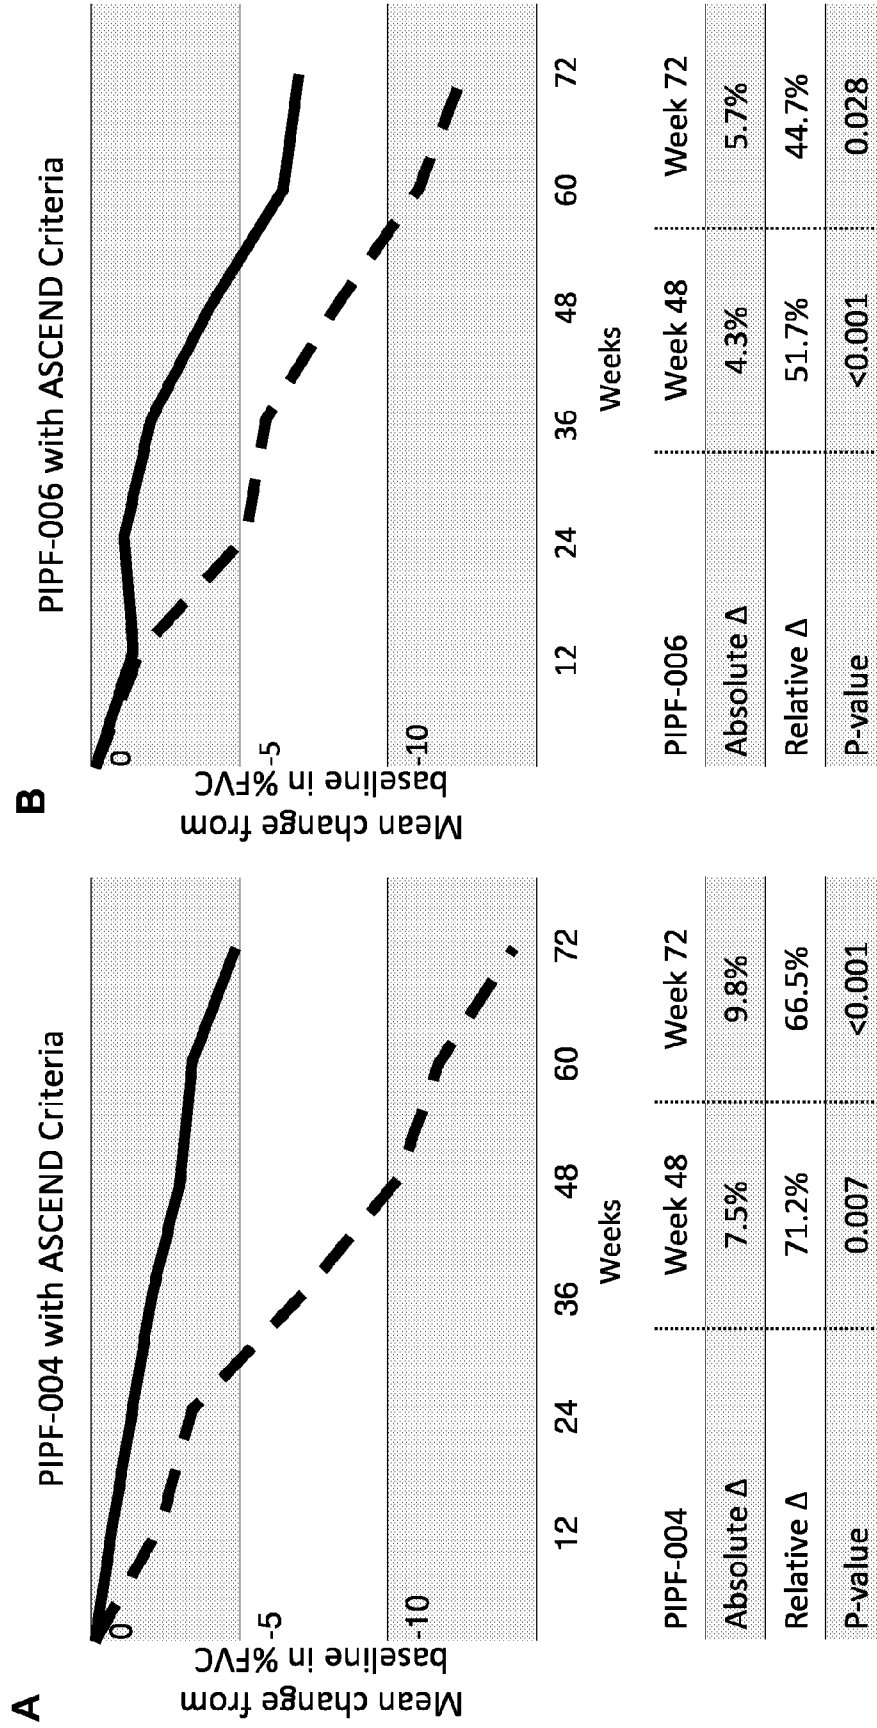 A
PIPF-004 with ASCEND Criteria
Mean change from
baseline in %FVC
0
-5
-10
12 24 36 48 60 72
Weeks
PIPF-004 Week 48 Week 72
Absolute Δ 7.5% 9.8%
Relative Δ 71.2% 66.5%
P-value 0.007 <0.001
B
PIPF-006 with ASCEND Criteria
Mean change from
baseline in %FVC
0
-5
-10
12 24 36 48 60 72
Weeks
PIPF-006 Week 48 Week 72
Absolute Δ 4.3% 5.7%
Relative Δ 51.7% 44.7%
P-value <0.001 0.028